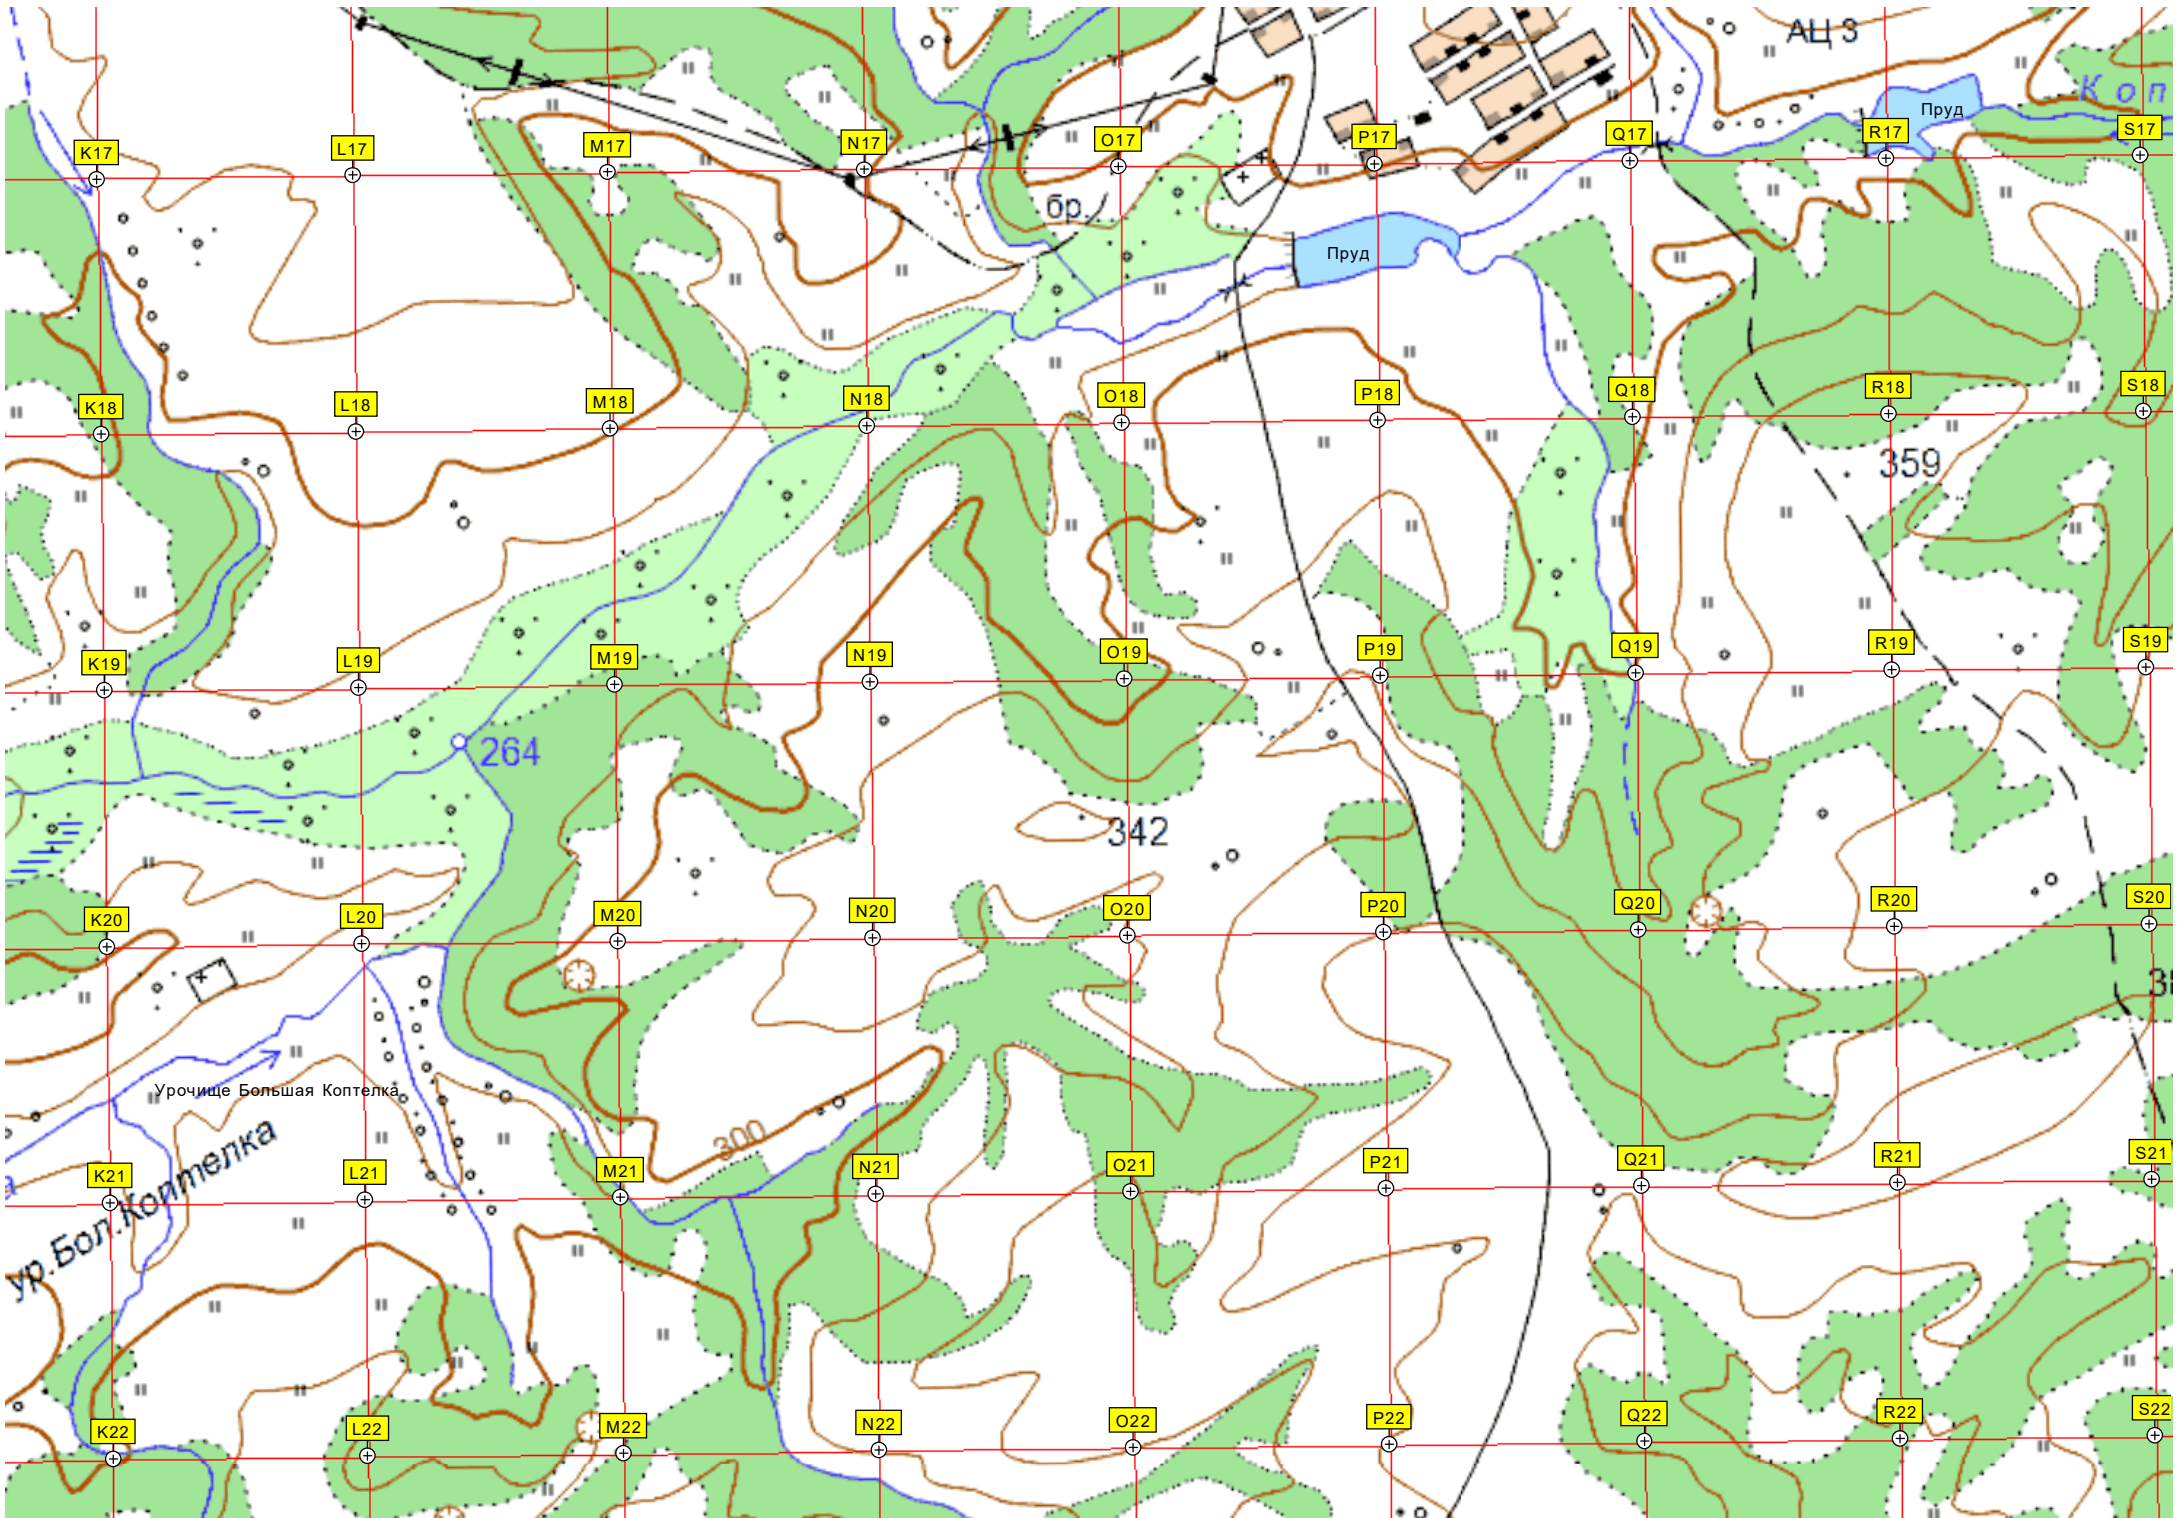 АЦ 3
Коп
Пруд
K17 L17 M17 N17 O17 P17 Q17 R17 S17
бр.
Пруд
K18 L18 M18 N18 O18 P18 Q18 R18 S18
359
K19 L19 M19 N19 O19 P19 Q19 R19 S19
264
342
K20 L20 M20 N20 O20 P20 Q20 R20 S20
Урочище Большая Коптелка
300
ур.Бол.Коптелка
а
K21 L21 M21 N21 O21 P21 Q21 R21 S21
K22 L22 M22 N22 O22 P22 Q22 R22 S22